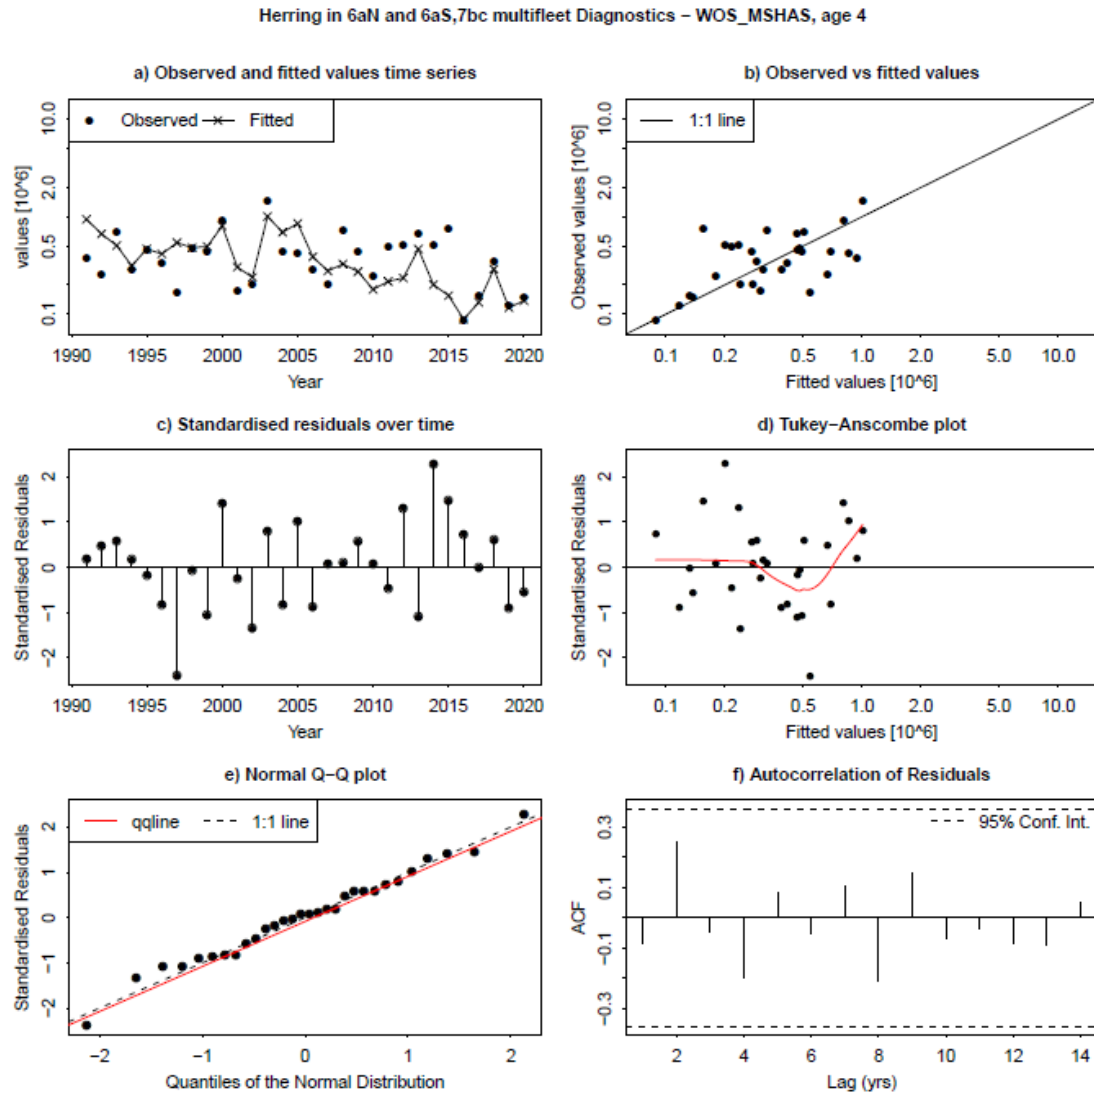 Herring in 6aN and 6aS,7bc multifleet Diagnostics − WOS_MSHAS, age 4
a) Observed and fitted values time series
Observed
Fitted
values [10^6]
10.0
2.0
0.5
0.1
1990
1995
2000
2005
2010
2015
2020
Year
b) Observed vs fitted values
1:1 line
Observed values [10^6]
10.0
2.0
0.5
0.1
0.1
0.2
0.5
1.0
2.0
5.0
10.0
Fitted values [10^6]
c) Standardised residuals over time
Standardised Residuals
2
1
0
−1
−2
1990
1995
2000
2005
2010
2015
2020
Year
d) Tukey−Anscombe plot
Standardised Residuals
2
1
0
−1
−2
0.1
0.2
0.5
1.0
2.0
5.0
10.0
Fitted values [10^6]
e) Normal Q−Q plot
qqline
1:1 line
Standardised Residuals
2
1
0
−1
−2
−2
−1
0
1
2
Quantiles of the Normal Distribution
f) Autocorrelation of Residuals
95% Conf. Int.
ACF
0.3
0.1
−0.1
−0.3
2
4
6
8
10
12
14
Lag (yrs)